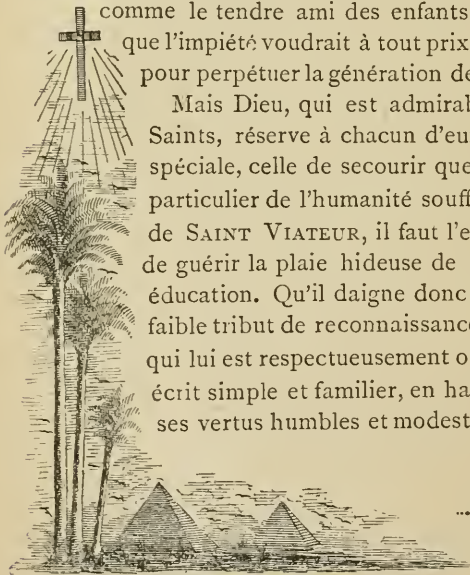 comme le tendre ami des enfants
que l'impiété voudrait à tout prix
pour perpétuer la génération de
Mais Dieu, qui est admiral
Saints, réserve à chacun d'eu
spéciale, celle de secourir que
particulier de l'humanité souff
de SAINT VIATEUR, il faut l'e
de guérir la plaie hideuse de
éducation. Qu'il daigne donc
faible tribut de reconnaissance
qui lui est respectueusement o
écrit simple et familier, en ha
ses vertus humbles et modest
...